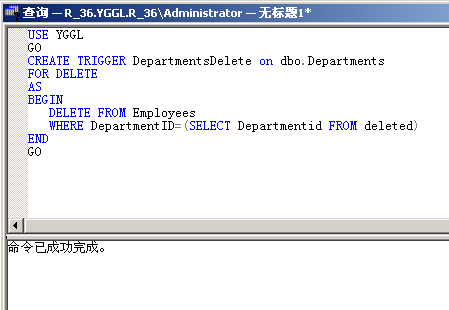 查询 — R_36.YGGL.R_36\Administrator — 无标题1*
USE YGGL
GO
CREATE TRIGGER DepartmentsDelete on dbo.Departments
FOR DELETE
AS
BEGIN
DELETE FROM Employees
WHERE DepartmentID=(SELECT Departmentid FROM deleted)
END
GO
命令已成功完成。